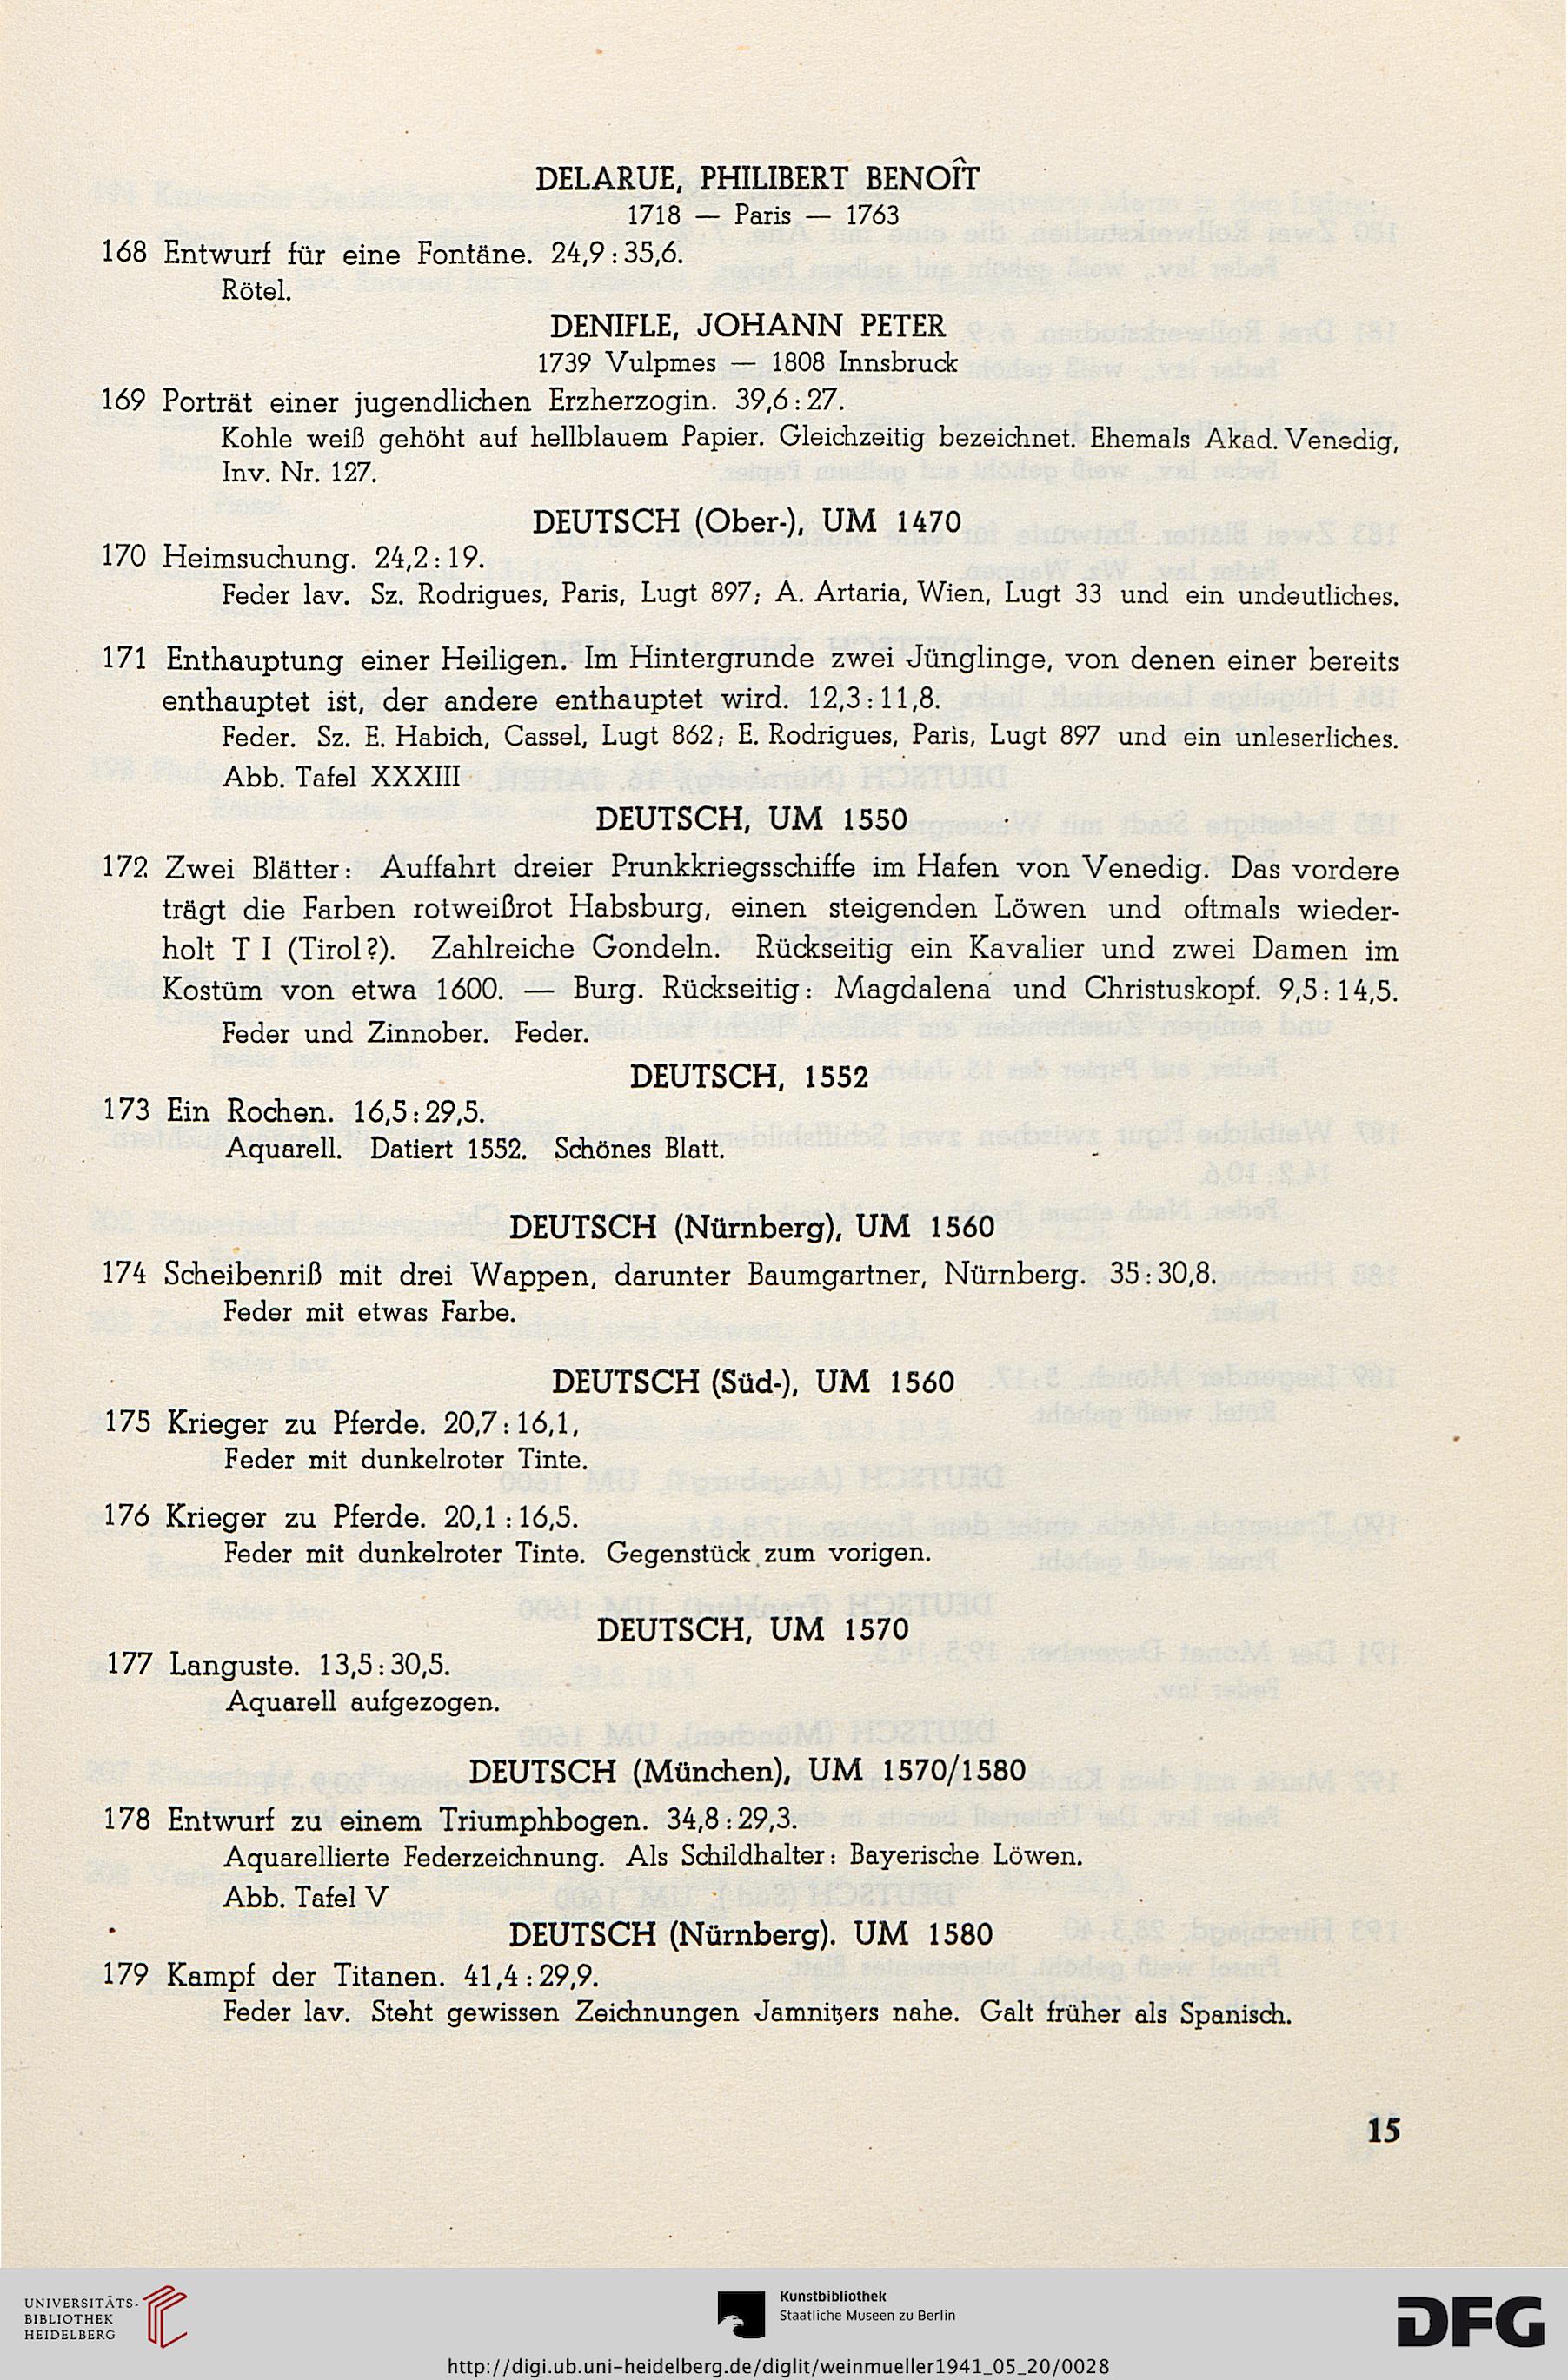 DELARUE, PHILIBERT BENOÎT
1718 — Paris — 1763
168 Entwurf für eine Fontäne. 24,9 : 35,6.
Rötel.
DENIFLE, JOHANN PETER
1739 Vulpmes — 1808 Innsbruck
169 Porträt einer jugendlichen Erzherzogin. 39,6 : 27.
Kohle weiß gehöht auf hellblauem Papier. Gleichzeitig bezeichnet. Ehemals Akad. Venedig,
Inv. Nr. 127.
DEUTSCH (Ober-), UM 1470
170 Heimsuchung. 24,2 : 19.
Feder lav. Sz. Rodrigues, Paris, Lugt 897; A. Artaria, Wien, Lugt 33 und ein undeutliches.
171 Enthauptung einer Heiligen. Im Hintergrunde zwei Jünglinge, von denen einer bereits
enthauptet ist, der andere enthauptet wird. 12,3 : 11,8.
Feder. Sz. E. Habich, Cassel, Lugt 862; E. Rodrigues, Paris, Lugt 897 und ein unleserliches.
Abb. Tafel XXXIII
DEUTSCH, UM 1550
172 Zwei Blätter: Auffahrt dreier Prunkkriegsschiffe im Hafen von Venedig. Das vordere
trägt die Farben rotweißrot Habsburg, einen steigenden Löwen und oftmals wieder-
holt T I (Tirol?). Zahlreiche Gondeln. Rückseitig ein Kavalier und zwei Damen im
Kostüm von etwa 1600. — Burg. Rückseitig: Magdalena und Christuskopf. 9,5 : 14,5.
Feder und Zinnober. Feder.
DEUTSCH, 1552
173 Ein Rochen. 16,5 : 29,5.
Aquarell. Datiert 1552. Schönes Blatt.
DEUTSCH (Nürnberg), UM 1560
174 Scheibenriß mit drei Wappen, darunter Baumgartner, Nürnberg. 35 : 30,8.
Feder mit etwas Farbe.
DEUTSCH (Süd-), UM 1560
175 Krieger zu Pferde. 20,7 : 16,1,
Feder mit dunkelroter Tinte.
176 Krieger zu Pferde. 20,1 : 16,5.
Feder mit dunkelroter Tinte. Gegenstück zum vorigen.
DEUTSCH, UM 1570
177 Languste. 13,5 : 30,5.
Aquarell aufgezogen.
DEUTSCH (München), UM 1570/1580
178 Entwurf zu einem Triumphbogen. 34,8 : 29,3.
Aquarellierte Federzeichnung. Als Schildhalter: Bayerische Löwen.
Abb. Tafel V
DEUTSCH (Nürnberg). UM 1580
179 Kampf der Titanen. 41,4 : 29,9.
Feder lav. Steht gewissen Zeichnungen Jamnitzers nahe. Galt früher als Spanisch.
15
UNIVERSITÄTS-
BIBLIOTHEK
HEIDELBERG
Kunstbibliothek
Staatliche Museen zu Berlin
DFG
http://digi.ub.uni-heidelberg.de/diglit/weinmueller1941_05_20/0028